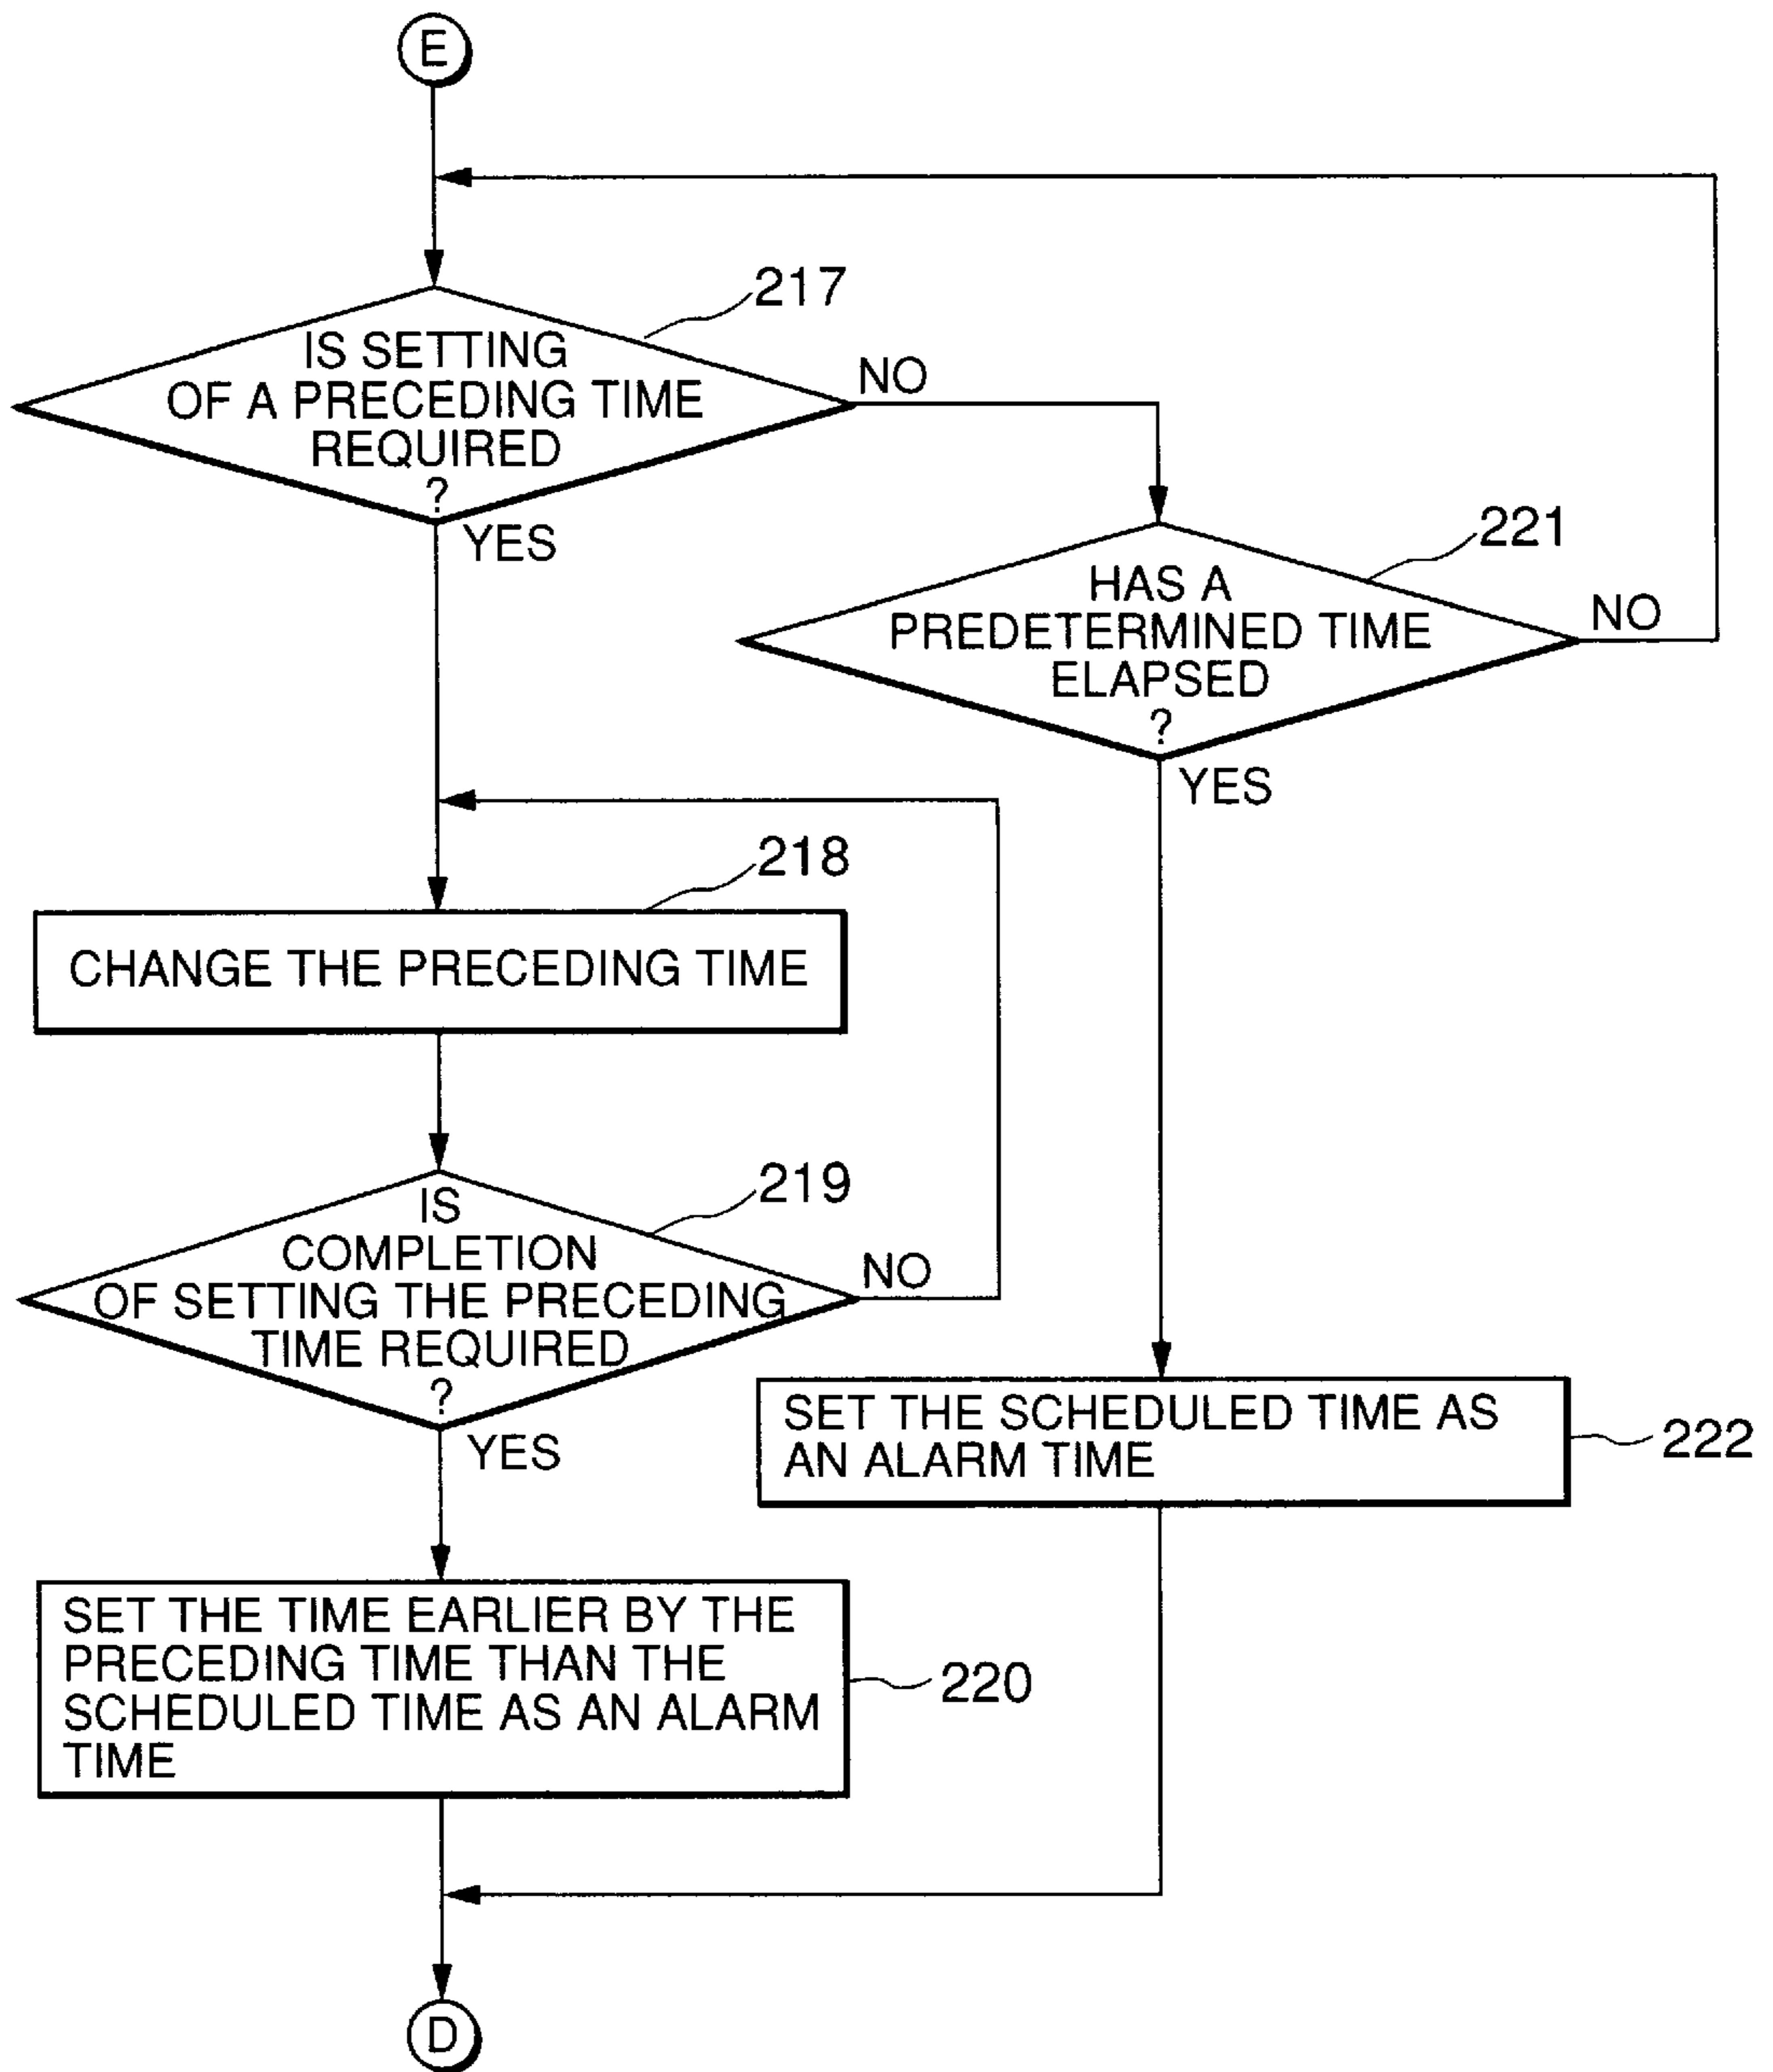 E
217
IS SETTING
OF A PRECEDING TIME
REQUIRED
?
NO
YES
221
HAS A
PREDETERMINED TIME
ELAPSED
?
NO
YES
218
CHANGE THE PRECEDING TIME
219
IS
COMPLETION
OF SETTING THE PRECEDING
TIME REQUIRED
?
NO
YES
SET THE SCHEDULED TIME AS
AN ALARM TIME
222
SET THE TIME EARLIER BY THE
PRECEDING TIME THAN THE
SCHEDULED TIME AS AN ALARM
TIME
220
D